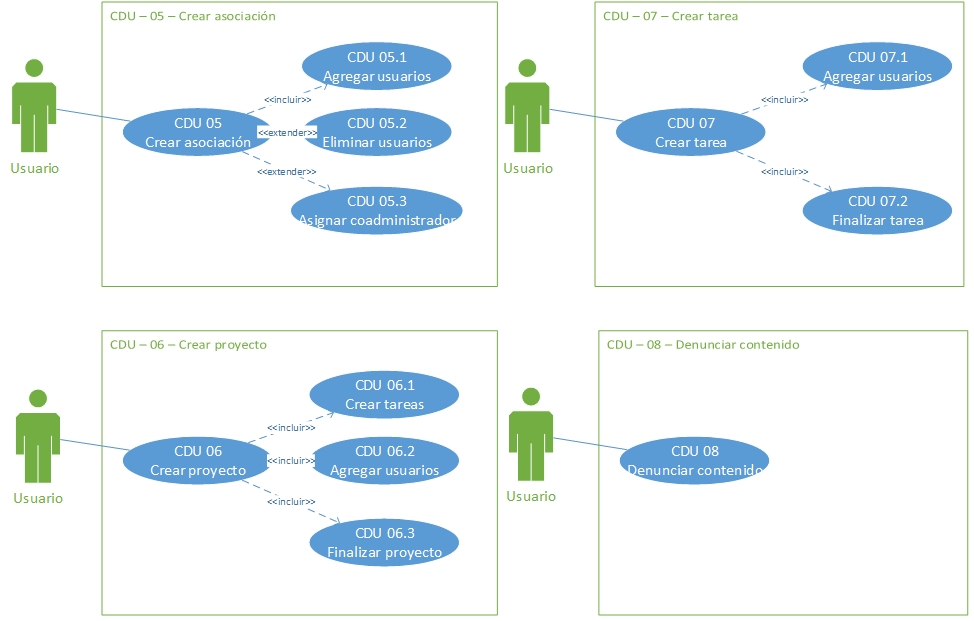 CDU – 05 – Crear asociación
CDU 05.1
Agregar usuarios
<<incluir>>
CDU 05
Crear asociación
<<extender>>
CDU 05.2
Eliminar usuarios
<<extender>>
CDU 05.3
Asignar coadministrador
Usuario
CDU – 07 – Crear tarea
CDU 07.1
Agregar usuarios
<<incluir>>
CDU 07
Crear tarea
<<incluir>>
CDU 07.2
Finalizar tarea
Usuario
CDU – 06 – Crear proyecto
CDU 06.1
Crear tareas
<<incluir>>
CDU 06
Crear proyecto
<<incluir>>
CDU 06.2
Agregar usuarios
<<incluir>>
CDU 06.3
Finalizar proyecto
Usuario
CDU – 08 – Denunciar contenido
CDU 08
Denunciar contenido
Usuario